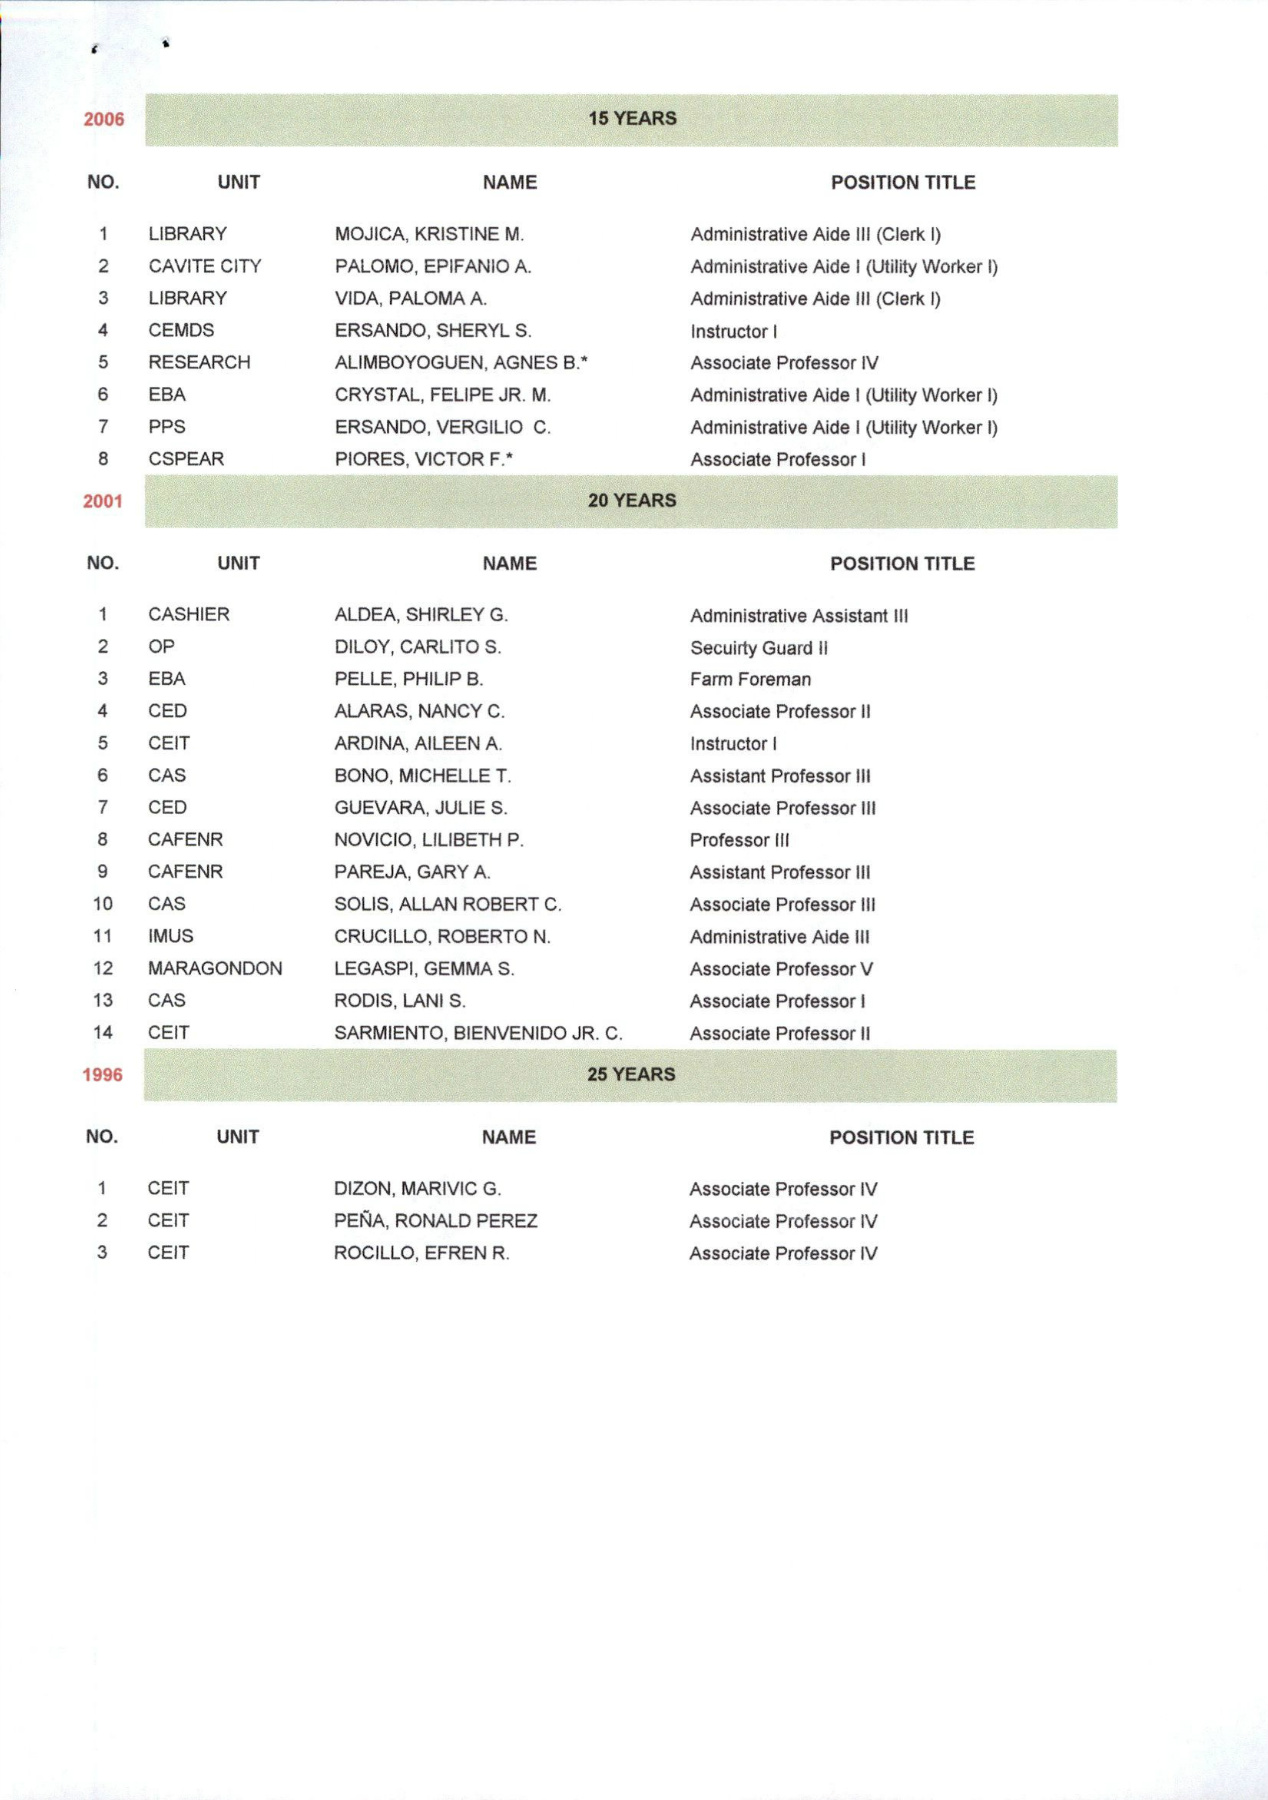 2006 15 YEARS
NO. UNIT NAME POSITION TITLE
1 LIBRARY MOJICA, KRISTINE M. Administrative Aide III (Clerk I)
2 CAVITE CITY PALOMO, EPIFANIO A. Administrative Aide I (Utility Worker I)
3 LIBRARY VIDA, PALOMA A. Administrative Aide III (Clerk I)
4 CEMDS ERSANDO, SHERYL S. Instructor I
5 RESEARCH ALIMBOYOGUEN, AGNES B.* Associate Professor IV
6 EBA CRYSTAL, FELIPE JR. M. Administrative Aide I (Utility Worker I)
7 PPS ERSANDO, VERGILIO C. Administrative Aide I (Utility Worker I)
8 CSPEAR PIORES, VICTOR F.* Associate Professor I
2001 20 YEARS
NO. UNIT NAME POSITION TITLE
1 CASHIER ALDEA, SHIRLEY G. Administrative Assistant III
2 OP DILOY, CARLITO S. Secuirty Guard II
3 EBA PELLE, PHILIP B. Farm Foreman
4 CED ALARAS, NANCY C. Associate Professor II
5 CEIT ARDINA, AILEEN A. Instructor I
6 CAS BONO, MICHELLE T. Assistant Professor III
7 CED GUEVARA, JULIE S. Associate Professor III
8 CAFENR NOVICIO, LILIBETH P. Professor III
9 CAFENR PAREJA, GARY A. Assistant Professor III
10 CAS SOLIS, ALLAN ROBERT C. Associate Professor III
11 IMUS CRUCILLO, ROBERTO N. Administrative Aide III
12 MARAGONDON LEGASPI, GEMMA S. Associate Professor V
13 CAS RODIS, LANI S. Associate Professor I
14 CEIT SARMIENTO, BIENVENIDO JR. C. Associate Professor II
1996 25 YEARS
NO. UNIT NAME POSITION TITLE
1 CEIT DIZON, MARIVIC G. Associate Professor IV
2 CEIT PEÑA, RONALD PEREZ Associate Professor IV
3 CEIT ROCILLO, EFREN R. Associate Professor IV